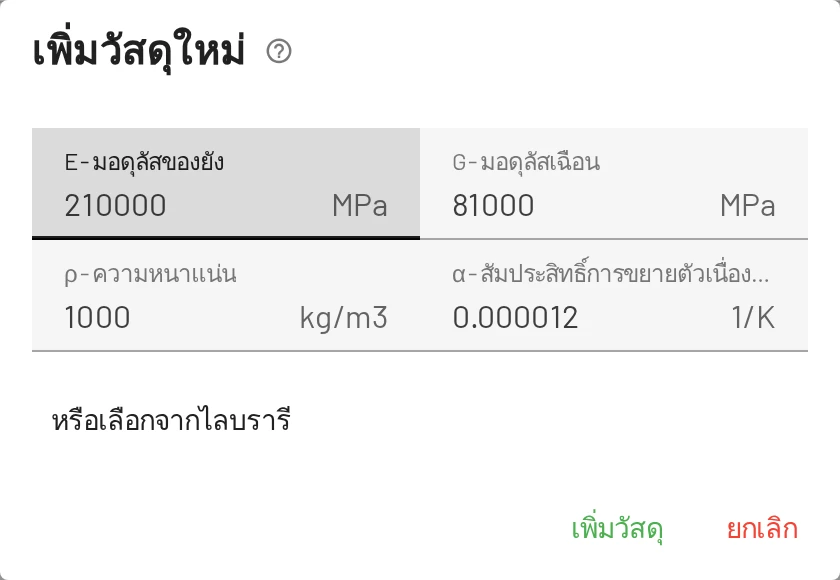 เพิ่มวัสดุใหม่ ?
E-มอดุลัสของยัง
210000 MPa
G-มอดุลัสเฉือน
81000 MPa
ρ-ความหนาแน่น
1000 kg/m3
α-สัมประสิทธิ์การขยายตัวเนื่อง...
0.000012 1/K
หรือเลือกจากไลบรารี
เพิ่มวัสดุ ยกเลิก